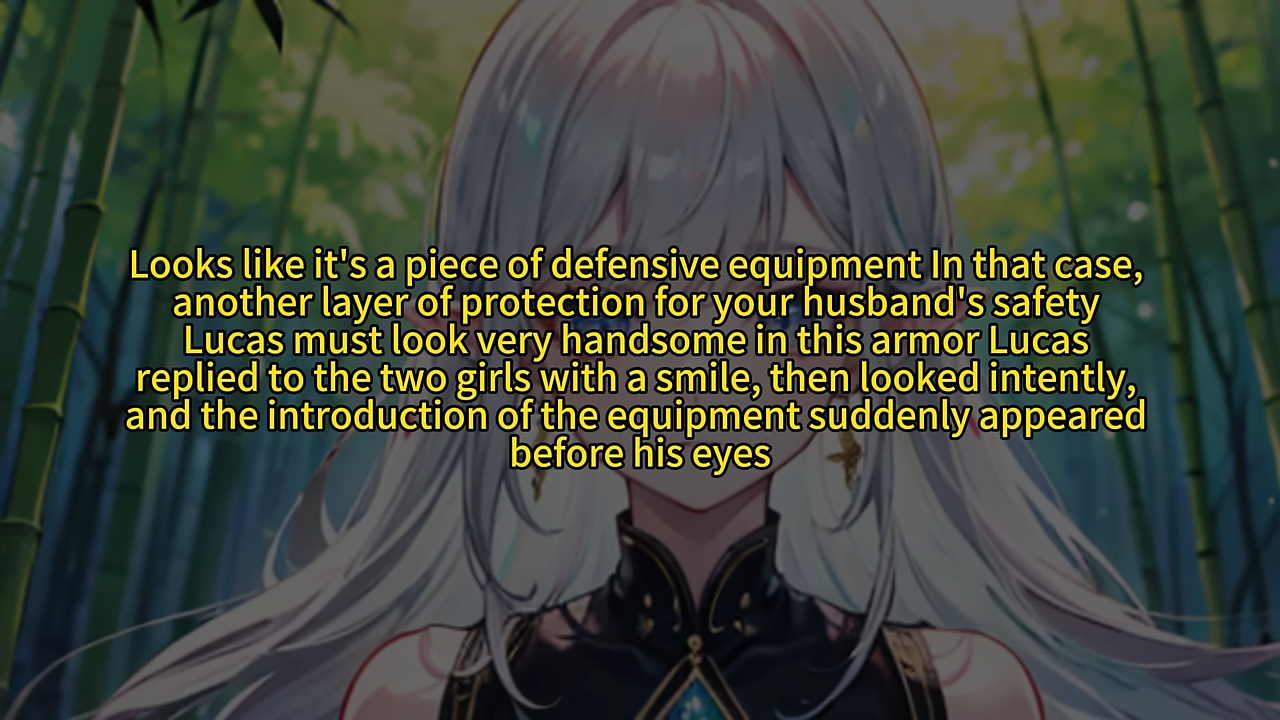 Looks like it's a piece of defensive equipment In that case,
another layer of protection for your husband's safety
Lucas must look very handsome in this armor Lucas
replied to the two girls with a smile, then looked intently,
and the introduction of the equipment suddenly appeared
before his eyes